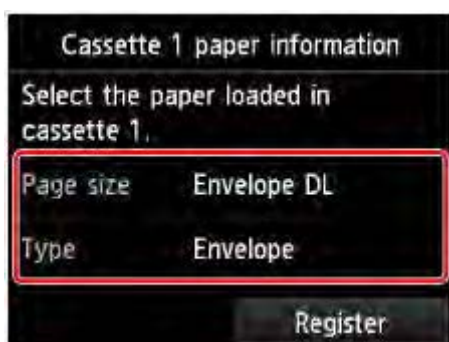 Cassette 1 paper information
Select the paper loaded in
cassette 1.
Page size Envelope DL
Type Envelope
Register